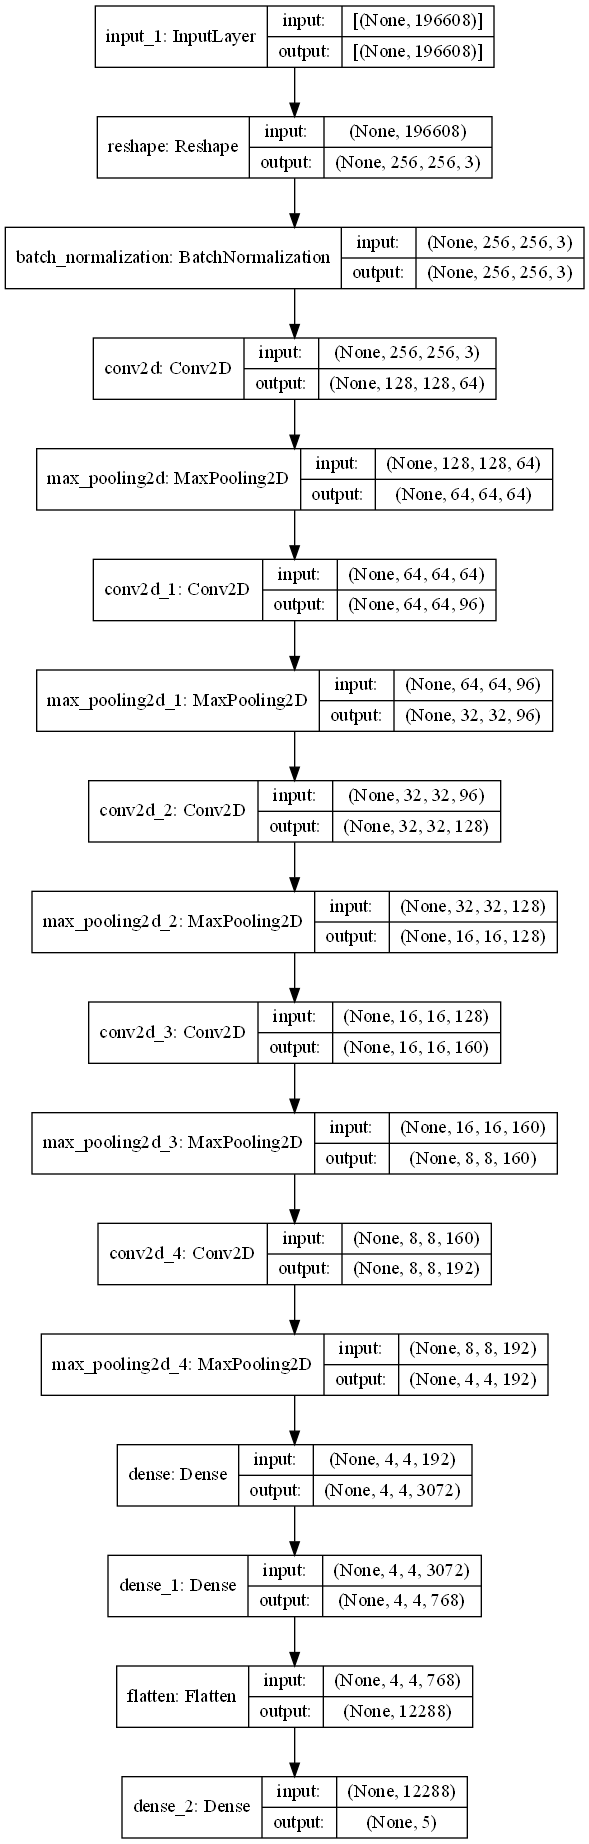 input_1: InputLayer
input: [(None, 196608)]
output: [(None, 196608)]
reshape: Reshape
input: (None, 196608)
output: (None, 256, 256, 3)
batch_normalization: BatchNormalization
input: (None, 256, 256, 3)
output: (None, 256, 256, 3)
conv2d: Conv2D
input: (None, 256, 256, 3)
output: (None, 128, 128, 64)
max_pooling2d: MaxPooling2D
input: (None, 128, 128, 64)
output: (None, 64, 64, 64)
conv2d_1: Conv2D
input: (None, 64, 64, 64)
output: (None, 64, 64, 96)
max_pooling2d_1: MaxPooling2D
input: (None, 64, 64, 96)
output: (None, 32, 32, 96)
conv2d_2: Conv2D
input: (None, 32, 32, 96)
output: (None, 32, 32, 128)
max_pooling2d_2: MaxPooling2D
input: (None, 32, 32, 128)
output: (None, 16, 16, 128)
conv2d_3: Conv2D
input: (None, 16, 16, 128)
output: (None, 16, 16, 160)
max_pooling2d_3: MaxPooling2D
input: (None, 16, 16, 160)
output: (None, 8, 8, 160)
conv2d_4: Conv2D
input: (None, 8, 8, 160)
output: (None, 8, 8, 192)
max_pooling2d_4: MaxPooling2D
input: (None, 8, 8, 192)
output: (None, 4, 4, 192)
dense: Dense
input: (None, 4, 4, 192)
output: (None, 4, 4, 3072)
dense_1: Dense
input: (None, 4, 4, 3072)
output: (None, 4, 4, 768)
flatten: Flatten
input: (None, 4, 4, 768)
output: (None, 12288)
dense_2: Dense
input: (None, 12288)
output: (None, 5)